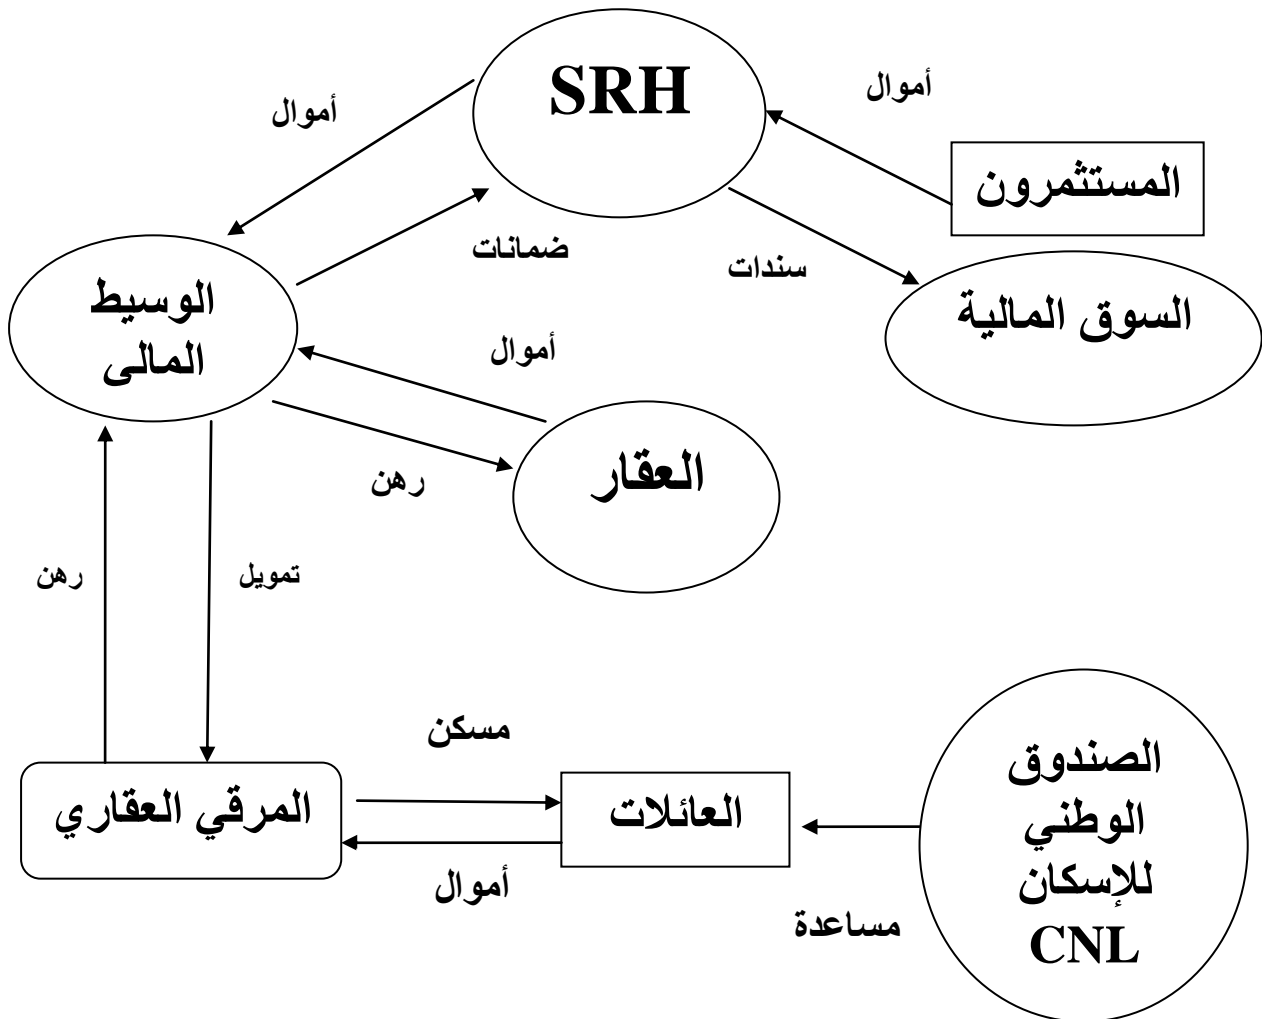 SRH
أموال
أموال
المستثمرون
ضمانات
سندات
الوسيط
المالى
السوق المالية
أموال
العقار
رهن
رهن
تمويل
مسكن
المرقي العقاري
العائلات
أموال
مساعدة
الصندوق
الوطني
للإسكان
CNL